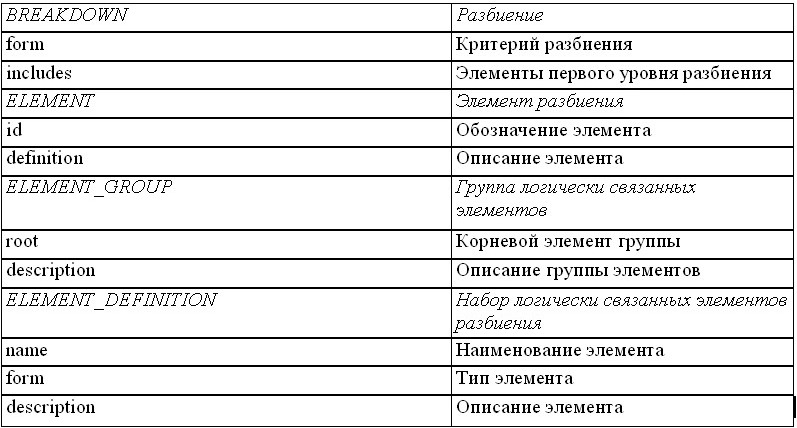 BREAKDOWN Разбиение
form Критерий разбиения
includes Элементы первого уровня разбиения
ELEMENT Элемент разбиения
id Обозначение элемента
definition Описание элемента
ELEMENT_GROUP Группа логически связанных
элементов
root Корневой элемент группы
description Описание группы элементов
ELEMENT_DEFINITION Набор логически связанных элементов
разбиения
name Наименование элемента
form Тип элемента
description Описание элемента